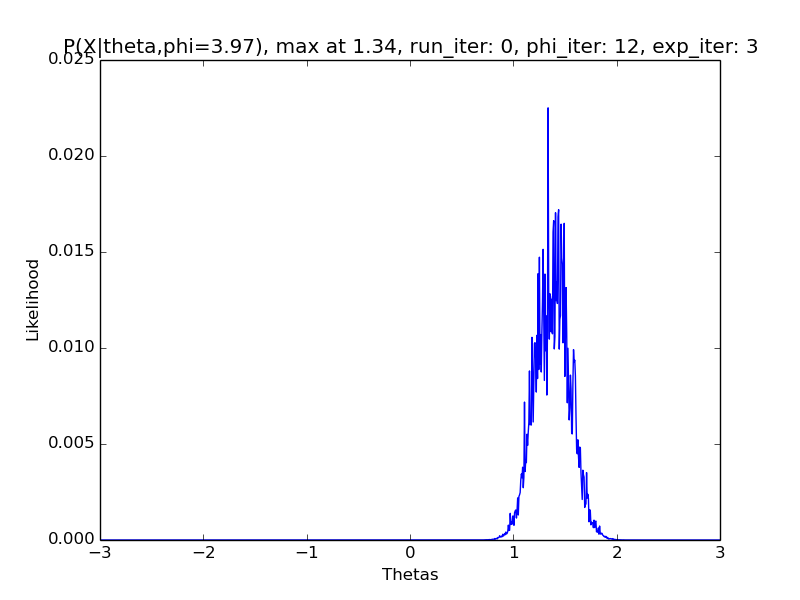 P(X|theta,phi=3.97), max at 1.34, run_iter: 0, phi_iter: 12, exp_iter: 3
0.025
0.020
0.015
0.010
0.005
0.000
Likelihood
−3 −2 −1 0 1 2 3
Thetas